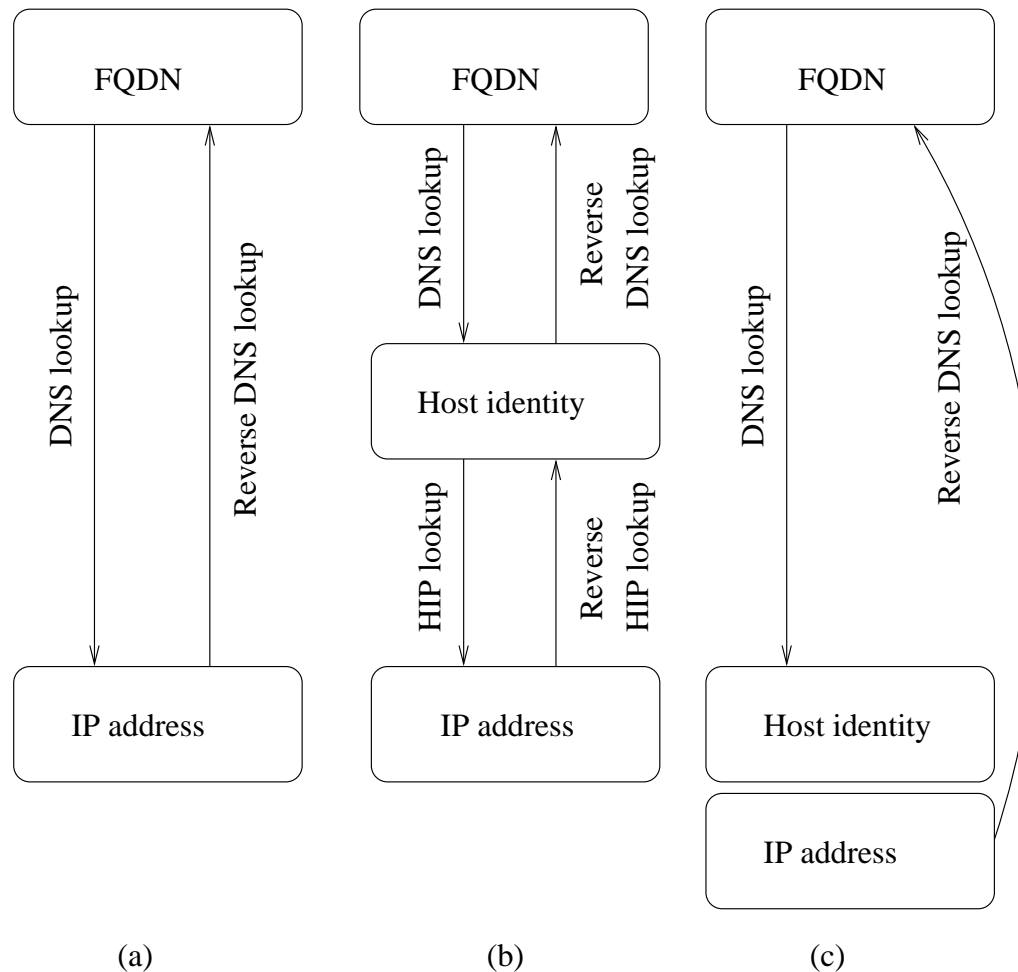 FQDN
DNS lookup
Reverse DNS lookup
IP address
(a)
FQDN
DNS lookup
Reverse
DNS lookup
Host identity
HIP lookup
Reverse
HIP lookup
IP address
(b)
FQDN
DNS lookup
Reverse DNS lookup
Host identity
IP address
(c)